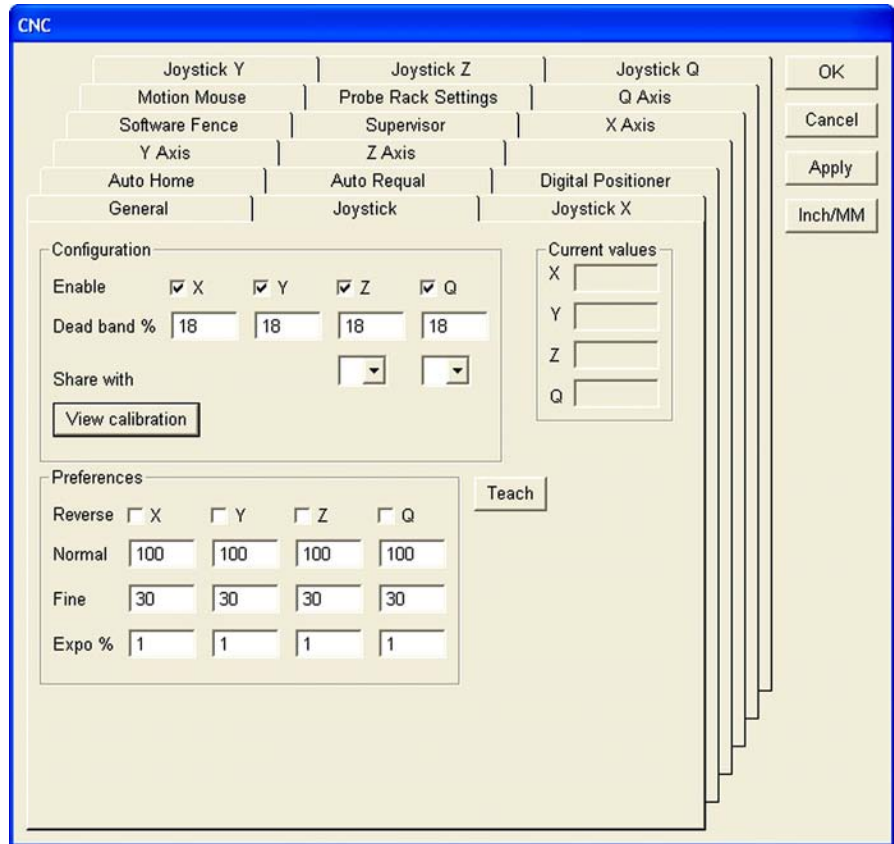 CNC
Joystick Y Joystick Z Joystick Q
Motion Mouse Probe Rack Settings Q Axis
Software Fence Supervisor X Axis
Y Axis Z Axis
Auto Home Auto Requal Digital Positioner
General Joystick Joystick X
OK
Cancel
Apply
Inch/MM
Configuration
Enable X Y Z Q
Dead band % 18 18 18 18
Share with
View calibration
Current values
X
Y
Z
Q
Preferences
Reverse X Y Z Q
Normal 100 100 100 100
Fine 30 30 30 30
Expo % 1 1 1 1
Teach